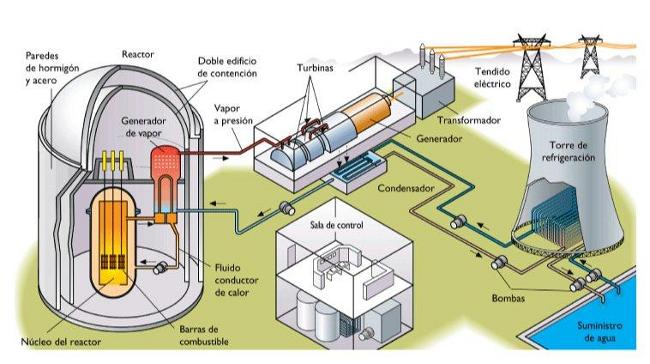 Paredes
de hormigón
y acero
Reactor
Doble edificio
de contención
Turbinas
Tendido
eléctrico
Generador
de vapor
Vapor
a presión
Transformador
Generador
Torre de
refrigeración
Condensador
Sala de control
Fluido
conductor
de calor
Bombas
Núcleo del reactor
Barras de
combustible
Suministro
de agua